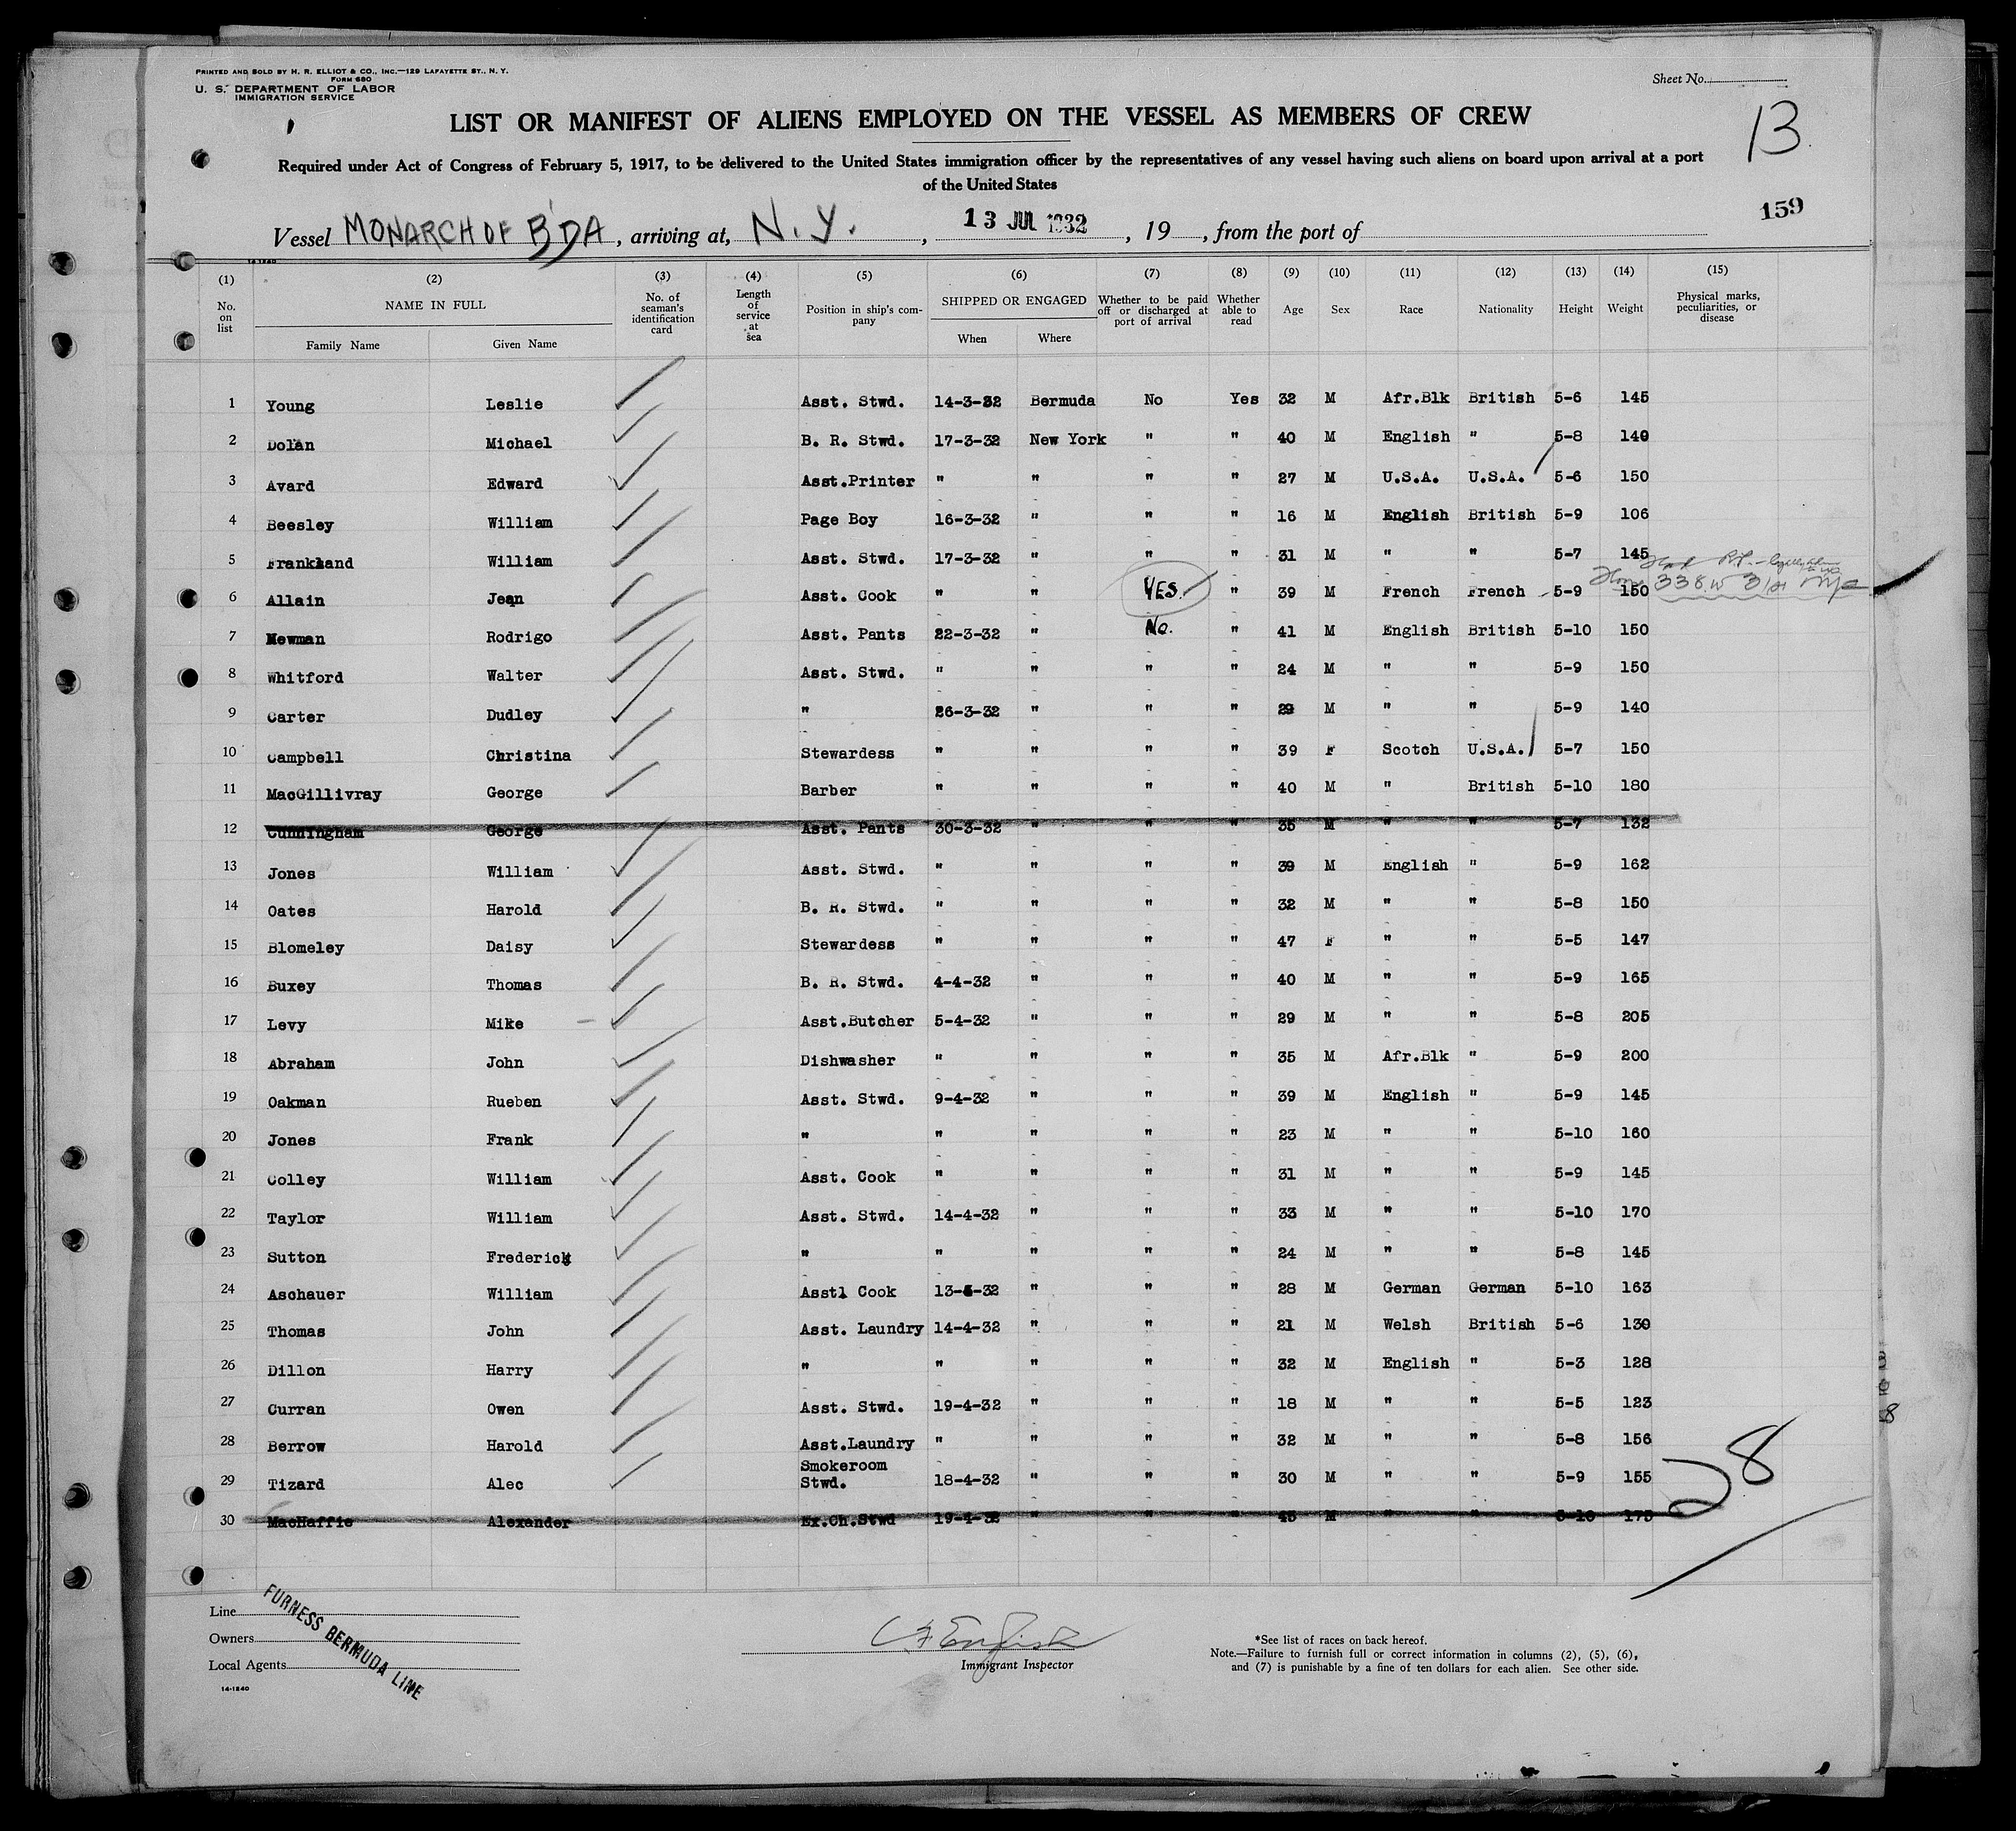 PRINTED AND SOLD BY H. R. ELLIOT & CO., INC.—129 LAFAYETTE ST., N. Y.
FORM 680
U. S. DEPARTMENT OF LABOR
IMMIGRATION SERVICE
Sheet No.
13
LIST OR MANIFEST OF ALIENS EMPLOYED ON THE VESSEL AS MEMBERS OF CREW
Required under Act of Congress of February 5, 1917, to be delivered to the United States immigration officer by the representatives of any vessel having such aliens on board upon arrival at a port
of the United States
159
Vessel MONARCH OF B'DA, arriving at, N. Y., 13 JUL 1932, 19 , from the port of
14-1240
(1) (2) (3) (4) (5) (6) (7) (8) (9) (10) (11) (12) (13) (14) (15)
No. on list NAME IN FULL Family Name Given Name No. of seaman's identification card Length of service at sea Position in ship's company SHIPPED OR ENGAGED When Where Whether to be paid off or discharged at port of arrival Whether able to read Age Sex Race Nationality Height Weight Physical marks, peculiarities, or disease
1 Young Leslie Asst. Stwd. 14-3-32 Bermuda No Yes 32 M Afr.Blk British 5-6 145
2 Dolan Michael B. R. Stwd. 17-3-32 New York " " 40 M English " 5-8 140
3 Avard Edward Asst.Printer " " " " 27 M U.S.A. U.S.A. 5-6 150
4 Beesley William Page Boy 16-3-32 " " " 16 M English British 5-9 106
5 Frankland William Asst. Stwd. 17-3-32 " " " 31 M " " 5-7 145
6 Allain Jean Asst. Cook " " YES. " 39 M French French 5-9 150 338 W 31st
7 Newman Rodrigo Asst. Pants 22-3-32 " No. " 41 M English British 5-10 150
8 Whitford Walter Asst. Stwd. " " " " 24 M " " 5-9 150
9 Carter Dudley " 26-3-32 " " " 29 M " " 5-9 140
10 Campbell Christina Stewardess " " " " 39 F Scotch U.S.A. 5-7 150
11 MacGillivray George Barber " " " " 40 M " British 5-10 180
12 Cunningham George Asst. Pants 30-3-32 " " " 35 M " " 5-7 132
13 Jones William Asst. Stwd. " " " " 39 M English " 5-9 162
14 Oates Harold B. R. Stwd. " " " " 32 M " " 5-8 150
15 Blomeley Daisy Stewardess " " " " 47 F " " 5-5 147
16 Buxey Thomas B. R. Stwd. 4-4-32 " " " 40 M " " 5-9 165
17 Levy Mike Asst.Butcher 5-4-32 " " " 29 M " " 5-8 205
18 Abraham John Dishwasher " " " " 35 M Afr.Blk " 5-9 200
19 Oakman Rueben Asst. Stwd. 9-4-32 " " " 39 M English " 5-9 145
20 Jones Frank " " " " " 23 M " " 5-10 160
21 Colley William Asst. Cook " " " " 31 M " " 5-9 145
22 Taylor William Asst. Stwd. 14-4-32 " " " 33 M " " 5-10 170
23 Sutton Frederick " " " " " 24 M " " 5-8 145
24 Aschauer William Asstl Cook 13-4-32 " " " 28 M German German 5-10 163
25 Thomas John Asst. Laundry 14-4-32 " " " 21 M Welsh British 5-6 130
26 Dillon Harry " " " " " 32 M English " 5-3 128
27 Curran Owen Asst. Stwd. 19-4-32 " " " 18 M " " 5-5 123
28 Berrow Harold Asst.Laundry " " " " 32 M " " 5-8 156
29 Tizard Alec Smokeroom Stwd. 18-4-32 " " " 30 M " " 5-9 155
30 MacHaffie Alexander Ex.Ch.Stwd 19-4-32 " " " 45 M " " 5-10 175
28
Line
Owners
Local Agents
FURNESS BERMUDA LINE
14-1240
English
Immigrant Inspector
*See list of races on back hereof.
Note.—Failure to furnish full or correct information in columns (2), (5), (6),
and (7) is punishable by a fine of ten dollars for each alien. See other side.